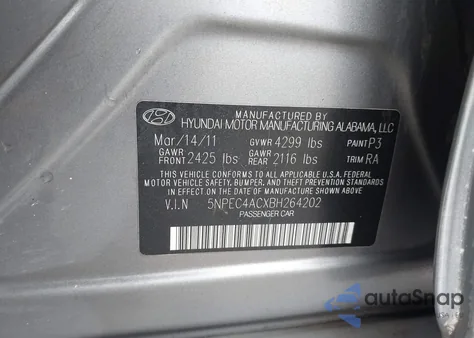 MANUFACTURED BY
HYUNDAI MOTOR MANUFACTURING ALABAMA, LLC
Mar/14/11 GVWR 4299 lbs PAINT P3
GAWR FRONT 2425 lbs GAWR REAR 2116 lbs TRIM RA
THIS VEHICLE CONFORMS TO ALL APPLICABLE U.S.A. FEDERAL
MOTOR VEHICLE SAFETY, BUMPER, AND THEFT PREVENTION STANDARDS
IN EFFECT ON THE DATE OF MANUFACTURE SHOWN ABOVE
V.I.N 5NPEC4ACXBH264202
PASSENGER CAR
autoSnap